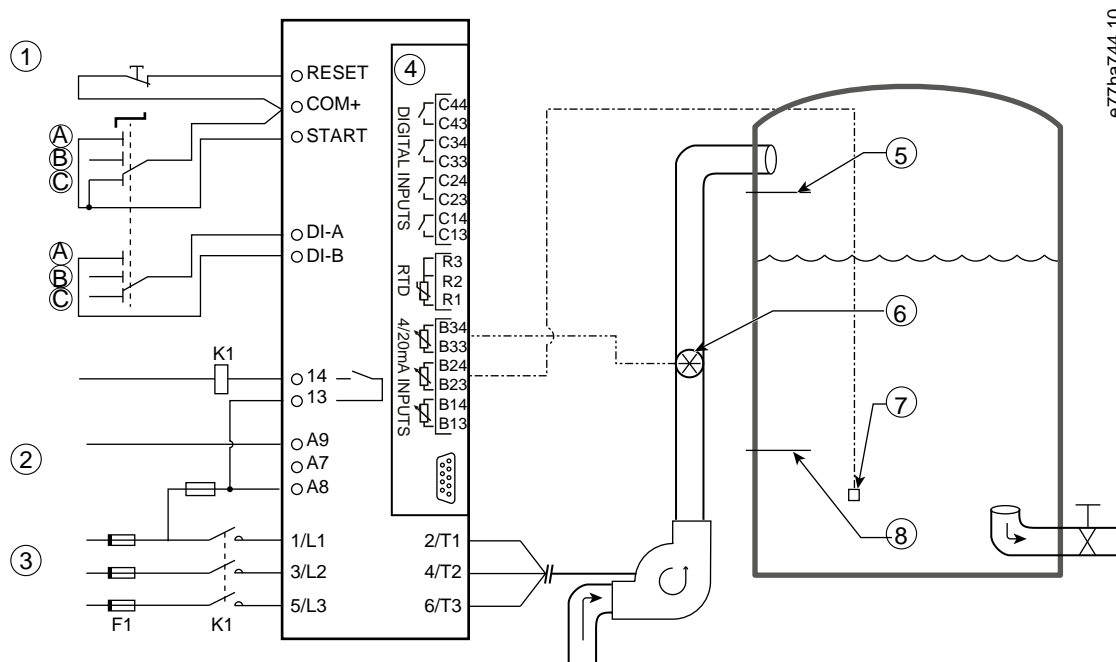 1
RESET
COM+
START
A
B
C
DI-A
DI-B
A
B
C
K1
14
13
2
A9
A7
A8
3
1/L1
3/L2
5/L3
F1
K1
2/T1
4/T2
6/T3
4
DIGITAL INPUTS
C44
C43
C34
C33
C24
C23
C14
C13
RTD
R3
R2
R1
4/20mA INPUTS
B34
B33
B24
B23
B14
B13
5
6
7
8
e77ha744.10